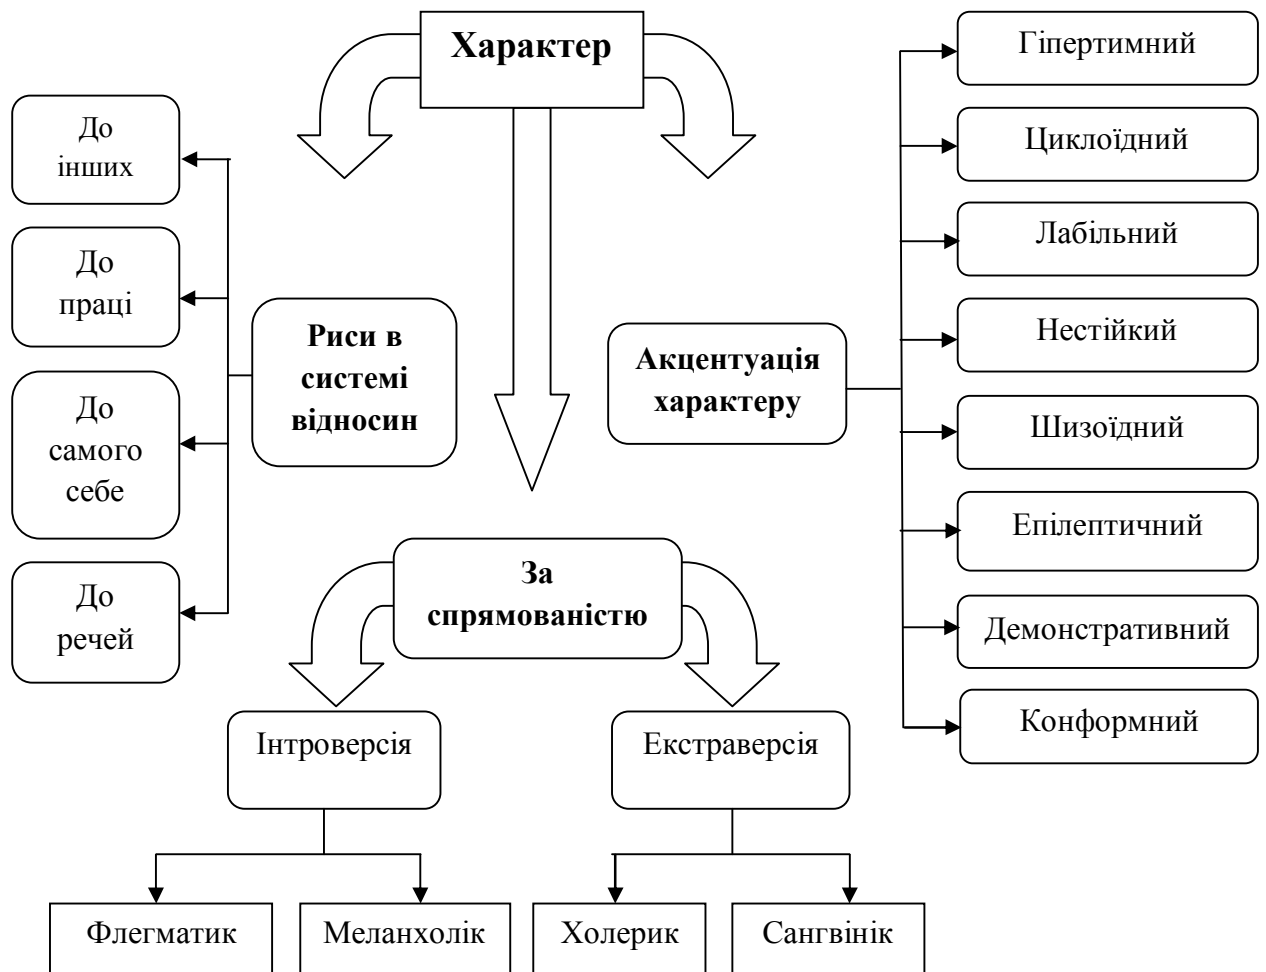 Характер
До
інших
До
праці
До
самого
себе
До
речей
Риси в
системі
відносин
Акцентуація
характеру
Гіпертимний
Циклоїдний
Лабільний
Нестійкий
Шизоїдний
Епілептичний
Демонстративний
Конформний
За
спрямованістю
Інтроверсія
Екстраверсія
Флегматик
Меланхолік
Холерик
Сангвінік